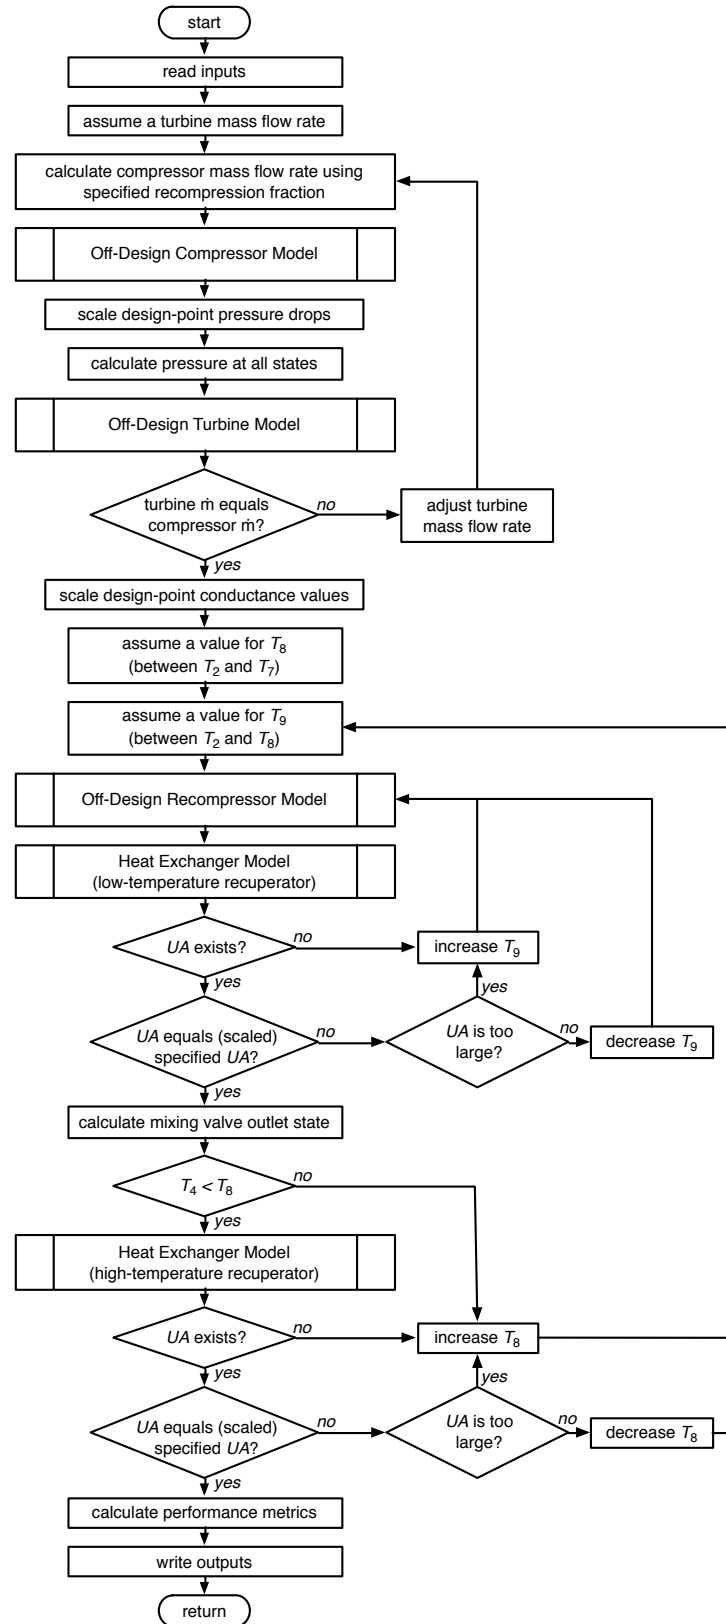 start
read inputs
assume a turbine mass flow rate
calculate compressor mass flow rate using
specified recompression fraction
Off-Design Compressor Model
scale design-point pressure drops
calculate pressure at all states
Off-Design Turbine Model
turbine ṁ equals
compressor ṁ?
no
adjust turbine
mass flow rate
yes
scale design-point conductance values
assume a value for T8
(between T2 and T7)
assume a value for T9
(between T2 and T8)
Off-Design Recompressor Model
Heat Exchanger Model
(low-temperature recuperator)
UA exists?
no
increase T9
yes
yes
UA equals (scaled)
specified UA?
no
UA is too
large?
no
decrease T9
yes
calculate mixing valve outlet state
T4 < T8
no
yes
Heat Exchanger Model
(high-temperature recuperator)
UA exists?
no
increase T8
yes
yes
UA equals (scaled)
specified UA?
no
UA is too
large?
no
decrease T8
yes
calculate performance metrics
write outputs
return